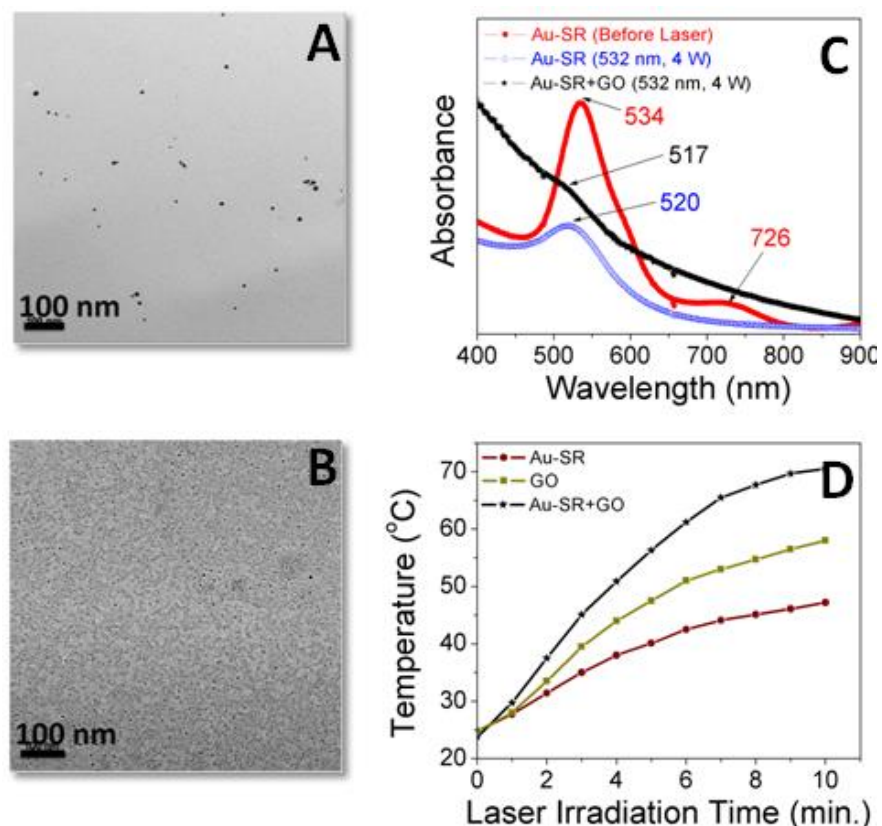 A
100 nm
B
100 nm
C
Au-SR (Before Laser)
Au-SR (532 nm, 4 W)
Au-SR+GO (532 nm, 4 W)
534
517
520
726
Absorbance
400 500 600 700 800 900
Wavelength (nm)
D
Au-SR
GO
Au-SR+GO
70
60
50
40
30
20
Temperature (°C)
0 2 4 6 8 10
Laser Irradiation Time (min.)